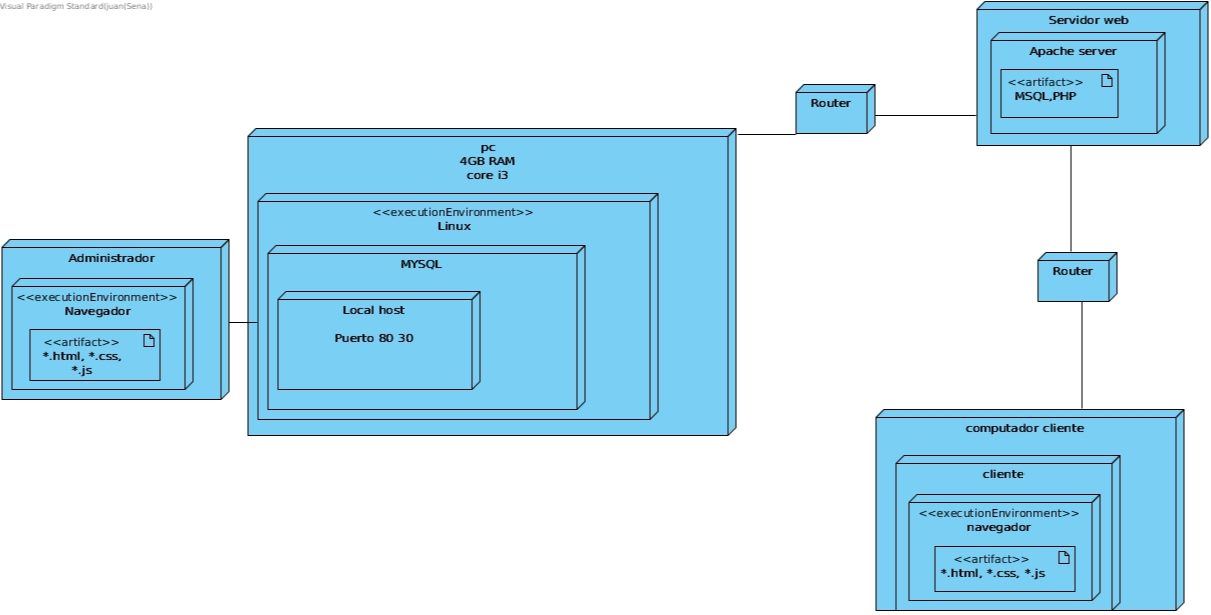 Visual Paradigm Standard(juan(Sena))
Servidor web
Apache server
<<artifact>>
MSQL,PHP
Router
pc
4GB RAM
core i3
<<executionEnvironment>>
Linux
MYSQL
Local host
Puerto 80 30
Administrador
<<executionEnvironment>>
Navegador
<<artifact>>
*.html, *.css,
*.js
Router
computador cliente
cliente
<<executionEnvironment>>
navegador
<<artifact>>
*.html, *.css, *.js